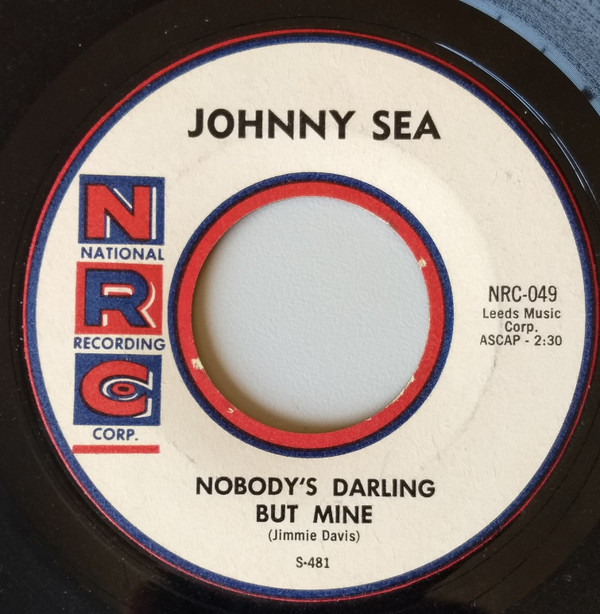 JOHNNY SEA
N
NATIONAL
R
RECORDING
CO
CORP.
NRC-049
Leeds Music
Corp.
ASCAP - 2:30
NOBODY'S DARLING
BUT MINE
(Jimmie Davis)
S-481